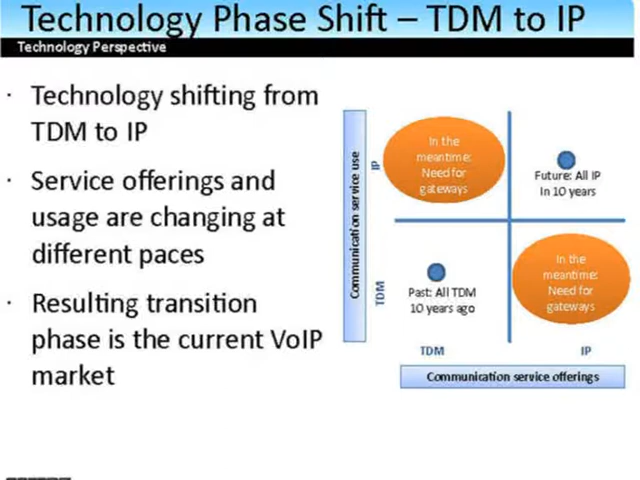 Technology Phase Shift – TDM to IP
Technology Perspective
· Technology shifting from
TDM to IP
· Service offerings and
usage are changing at
different paces
· Resulting transition
phase is the current VoIP
market
Communication service use
IP
TDM
In the
meantime:
Need for
gateways
Future: All IP
In 10 years
Past: All TDM
10 years ago
In the
meantime:
Need for
gateways
TDM
IP
Communication service offerings